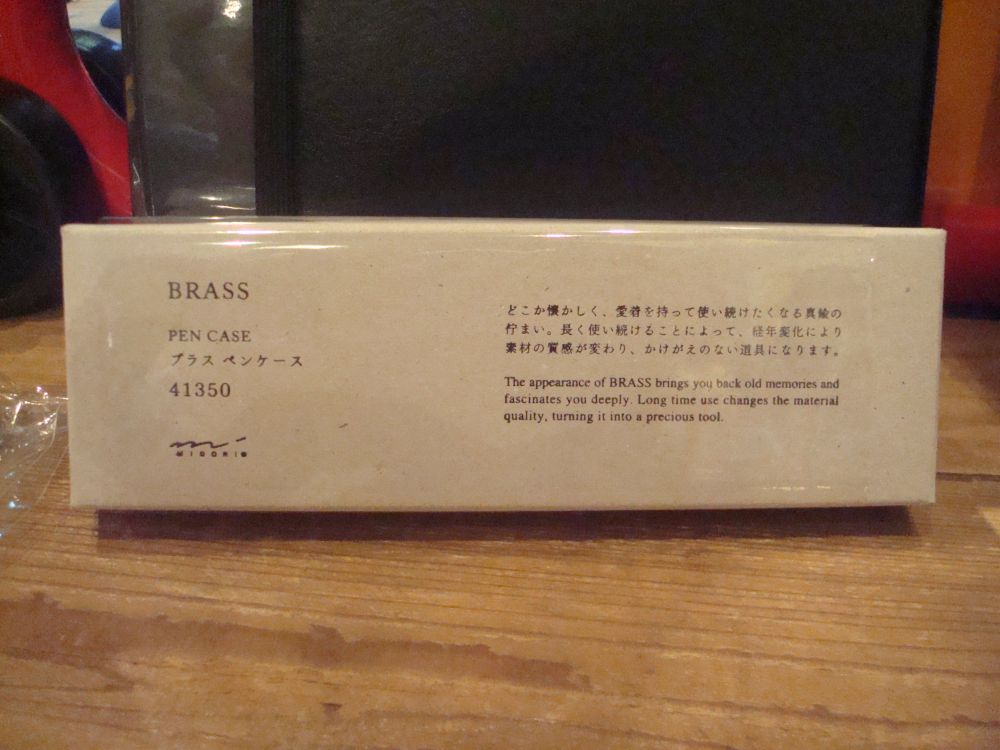 BRASS
PEN CASE
ブラス ペンケース
41350
MIDORI
どこか懐かしく、愛着を持って使い続けたくなる真鍮の
佇まい。長く使い続けることによって、経年変化により
素材の質感が変わり、かけがえのない道具になります。
The appearance of BRASS brings you back old memories and
fascinates you deeply. Long time use changes the material
quality, turning it into a precious tool.